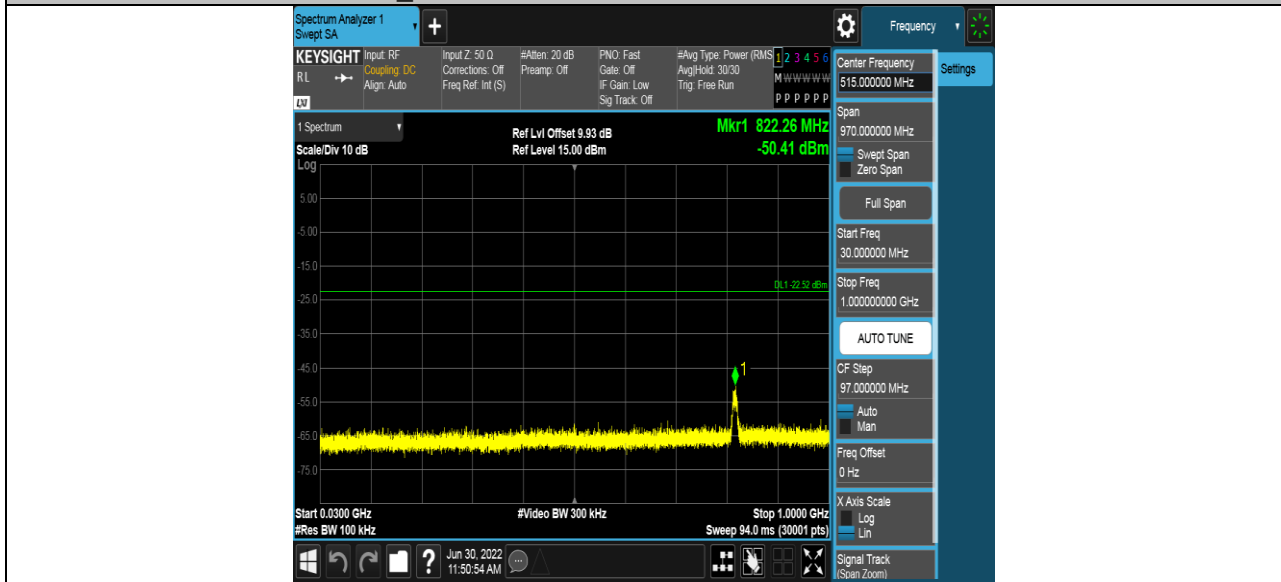 Spectrum Analyzer 1
Swept SA
+
Frequency
KEYSIGHT
RL
LXI
Input: RF
Coupling: DC
Align: Auto
Input Z: 50 Ω
Corrections: Off
Freq Ref: Int (S)
#Atten: 20 dB
Preamp: Off
PNO: Fast
Gate: Off
IF Gain: Low
Sig Track: Off
#Avg Type: Power (RMS
Avg|Hold: 30/30
Trig: Free Run
1 2 3 4 5 6
M W W W W W
P P P P P P
1 Spectrum
Scale/Div 10 dB
Log
Ref Lvl Offset 9.93 dB
Ref Level 15.00 dBm
Mkr1 822.26 MHz
-50.41 dBm
5.00
-5.00
-15.0
DL1 -22.52 dBm
-25.0
-35.0
-45.0
1
-55.0
-65.0
-75.0
Start 0.0300 GHz
#Res BW 100 kHz
#Video BW 300 kHz
Stop 1.0000 GHz
Sweep 94.0 ms (30001 pts)
?
Jun 30, 2022
11:50:54 AM
Center Frequency
515.000000 MHz
Settings
Span
970.000000 MHz
Swept Span
Zero Span
Full Span
Start Freq
30.000000 MHz
Stop Freq
1.000000000 GHz
AUTO TUNE
CF Step
97.000000 MHz
Auto
Man
Freq Offset
0 Hz
X Axis Scale
Log
Lin
Signal Track
(Span Zoom)